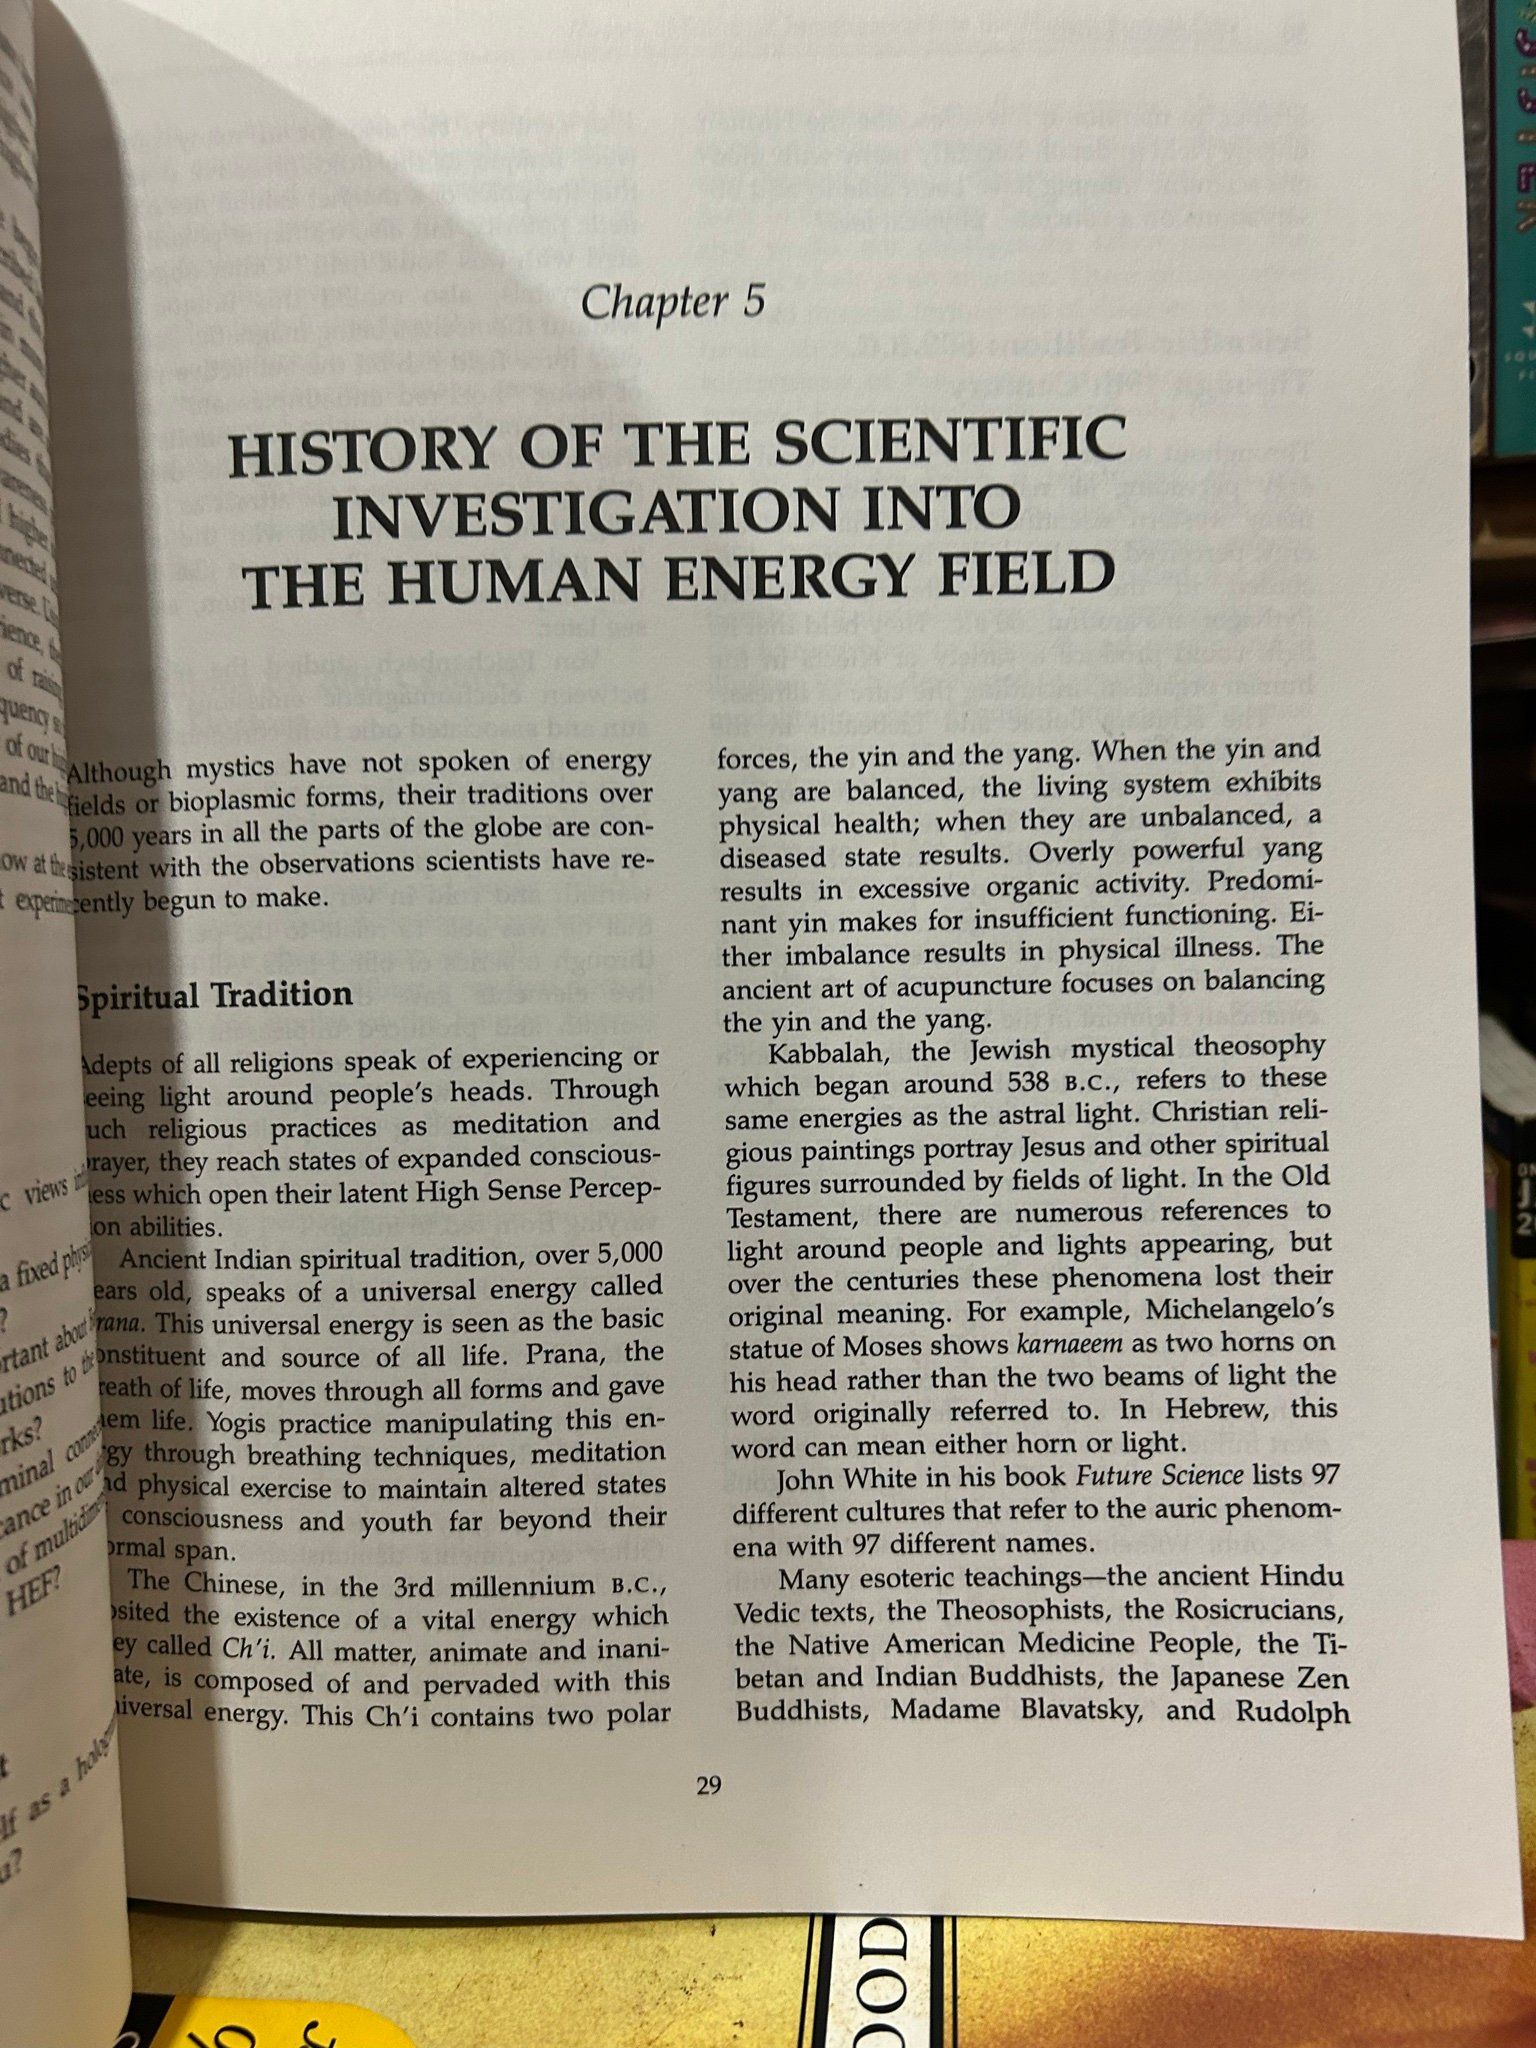 Chapter 5
HISTORY OF THE SCIENTIFIC
INVESTIGATION INTO
THE HUMAN ENERGY FIELD
Although mystics have not spoken of energy
fields or bioplasmic forms, their traditions over
5,000 years in all the parts of the globe are con-
sistent with the observations scientists have re-
cently begun to make.
Spiritual Tradition
Adepts of all religions speak of experiencing or
eeing light around people's heads. Through
uch religious practices as meditation and
rayer, they reach states of expanded conscious-
ess which open their latent High Sense Percep-
on abilities.
Ancient Indian spiritual tradition, over 5,000
ears old, speaks of a universal energy called
rana. This universal energy is seen as the basic
onstituent and source of all life. Prana, the
reath of life, moves through all forms and gave
em life. Yogis practice manipulating this en-
gy through breathing techniques, meditation
nd physical exercise to maintain altered states
consciousness and youth far beyond their
ormal span.
The Chinese, in the 3rd millennium B.C.,
osited the existence of a vital energy which
ey called Ch'i. All matter, animate and inani-
ate, is composed of and pervaded with this
niversal energy. This Ch'i contains two polar
forces, the yin and the yang. When the yin and
yang are balanced, the living system exhibits
physical health; when they are unbalanced, a
diseased state results. Overly powerful yang
results in excessive organic activity. Predomi-
nant yin makes for insufficient functioning. Ei-
ther imbalance results in physical illness. The
ancient art of acupuncture focuses on balancing
the yin and the yang.
Kabbalah, the Jewish mystical theosophy
which began around 538 B.C., refers to these
same energies as the astral light. Christian reli-
gious paintings portray Jesus and other spiritual
figures surrounded by fields of light. In the Old
Testament, there are numerous references to
light around people and lights appearing, but
over the centuries these phenomena lost their
original meaning. For example, Michelangelo's
statue of Moses shows karnaeem as two horns on
his head rather than the two beams of light the
word originally referred to. In Hebrew, this
word can mean either horn or light.
John White in his book Future Science lists 97
different cultures that refer to the auric phenom-
ena with 97 different names.
Many esoteric teachings—the ancient Hindu
Vedic texts, the Theosophists, the Rosicrucians,
the Native American Medicine People, the Ti-
betan and Indian Buddhists, the Japanese Zen
Buddhists, Madame Blavatsky, and Rudolph
29